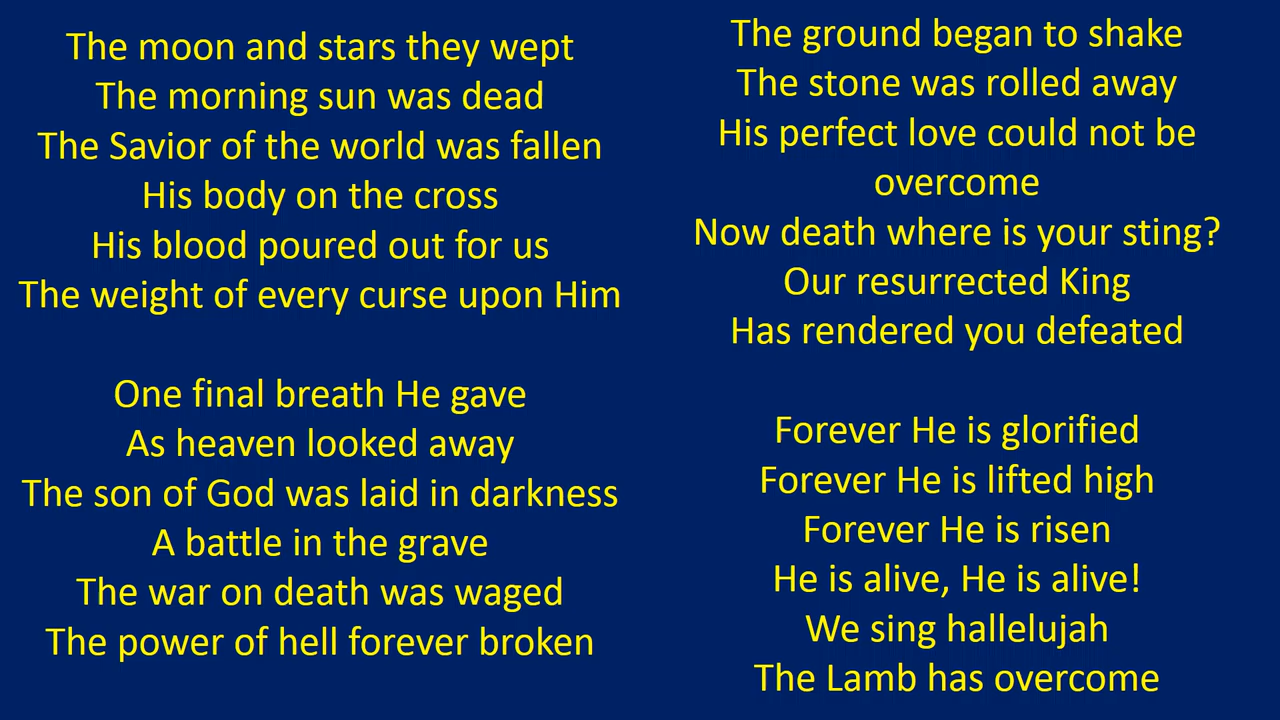 The moon and stars they wept
The morning sun was dead
The Savior of the world was fallen
His body on the cross
His blood poured out for us
The weight of every curse upon Him
One final breath He gave
As heaven looked away
The son of God was laid in darkness
A battle in the grave
The war on death was waged
The power of hell forever broken
The ground began to shake
The stone was rolled away
His perfect love could not be
overcome
Now death where is your sting?
Our resurrected King
Has rendered you defeated
Forever He is glorified
Forever He is lifted high
Forever He is risen
He is alive, He is alive!
We sing hallelujah
The Lamb has overcome